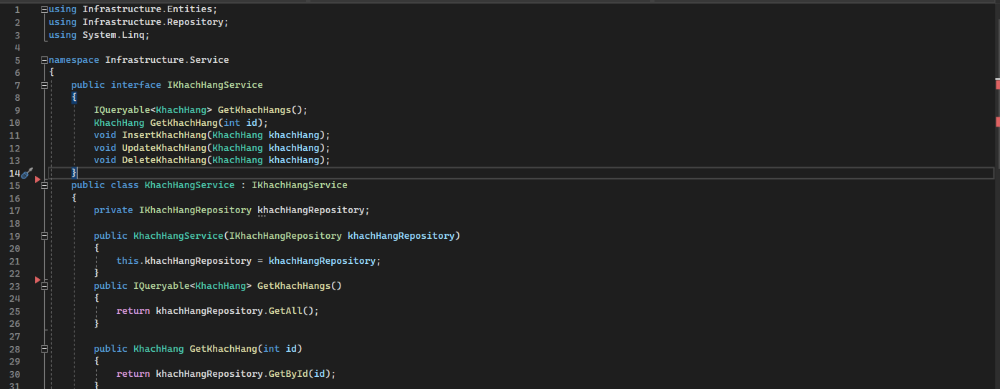 1 using Infrastructure.Entities;
2 using Infrastructure.Repository;
3 using System.Linq;
4
5 namespace Infrastructure.Service
6 {
7 public interface IKhachHangService
8 {
9 IQueryable<KhachHang> GetKhachHangs();
10 KhachHang GetKhachHang(int id);
11 void InsertKhachHang(KhachHang khachHang);
12 void UpdateKhachHang(KhachHang khachHang);
13 void DeleteKhachHang(KhachHang khachHang);
14 }
15 public class KhachHangService : IKhachHangService
16 {
17 private IKhachHangRepository khachHangRepository;
18
19 public KhachHangService(IKhachHangRepository khachHangRepository)
20 {
21 this.khachHangRepository = khachHangRepository;
22 }
23 public IQueryable<KhachHang> GetKhachHangs()
24 {
25 return khachHangRepository.GetAll();
26 }
27
28 public KhachHang GetKhachHang(int id)
29 {
30 return khachHangRepository.GetById(id);
31 }